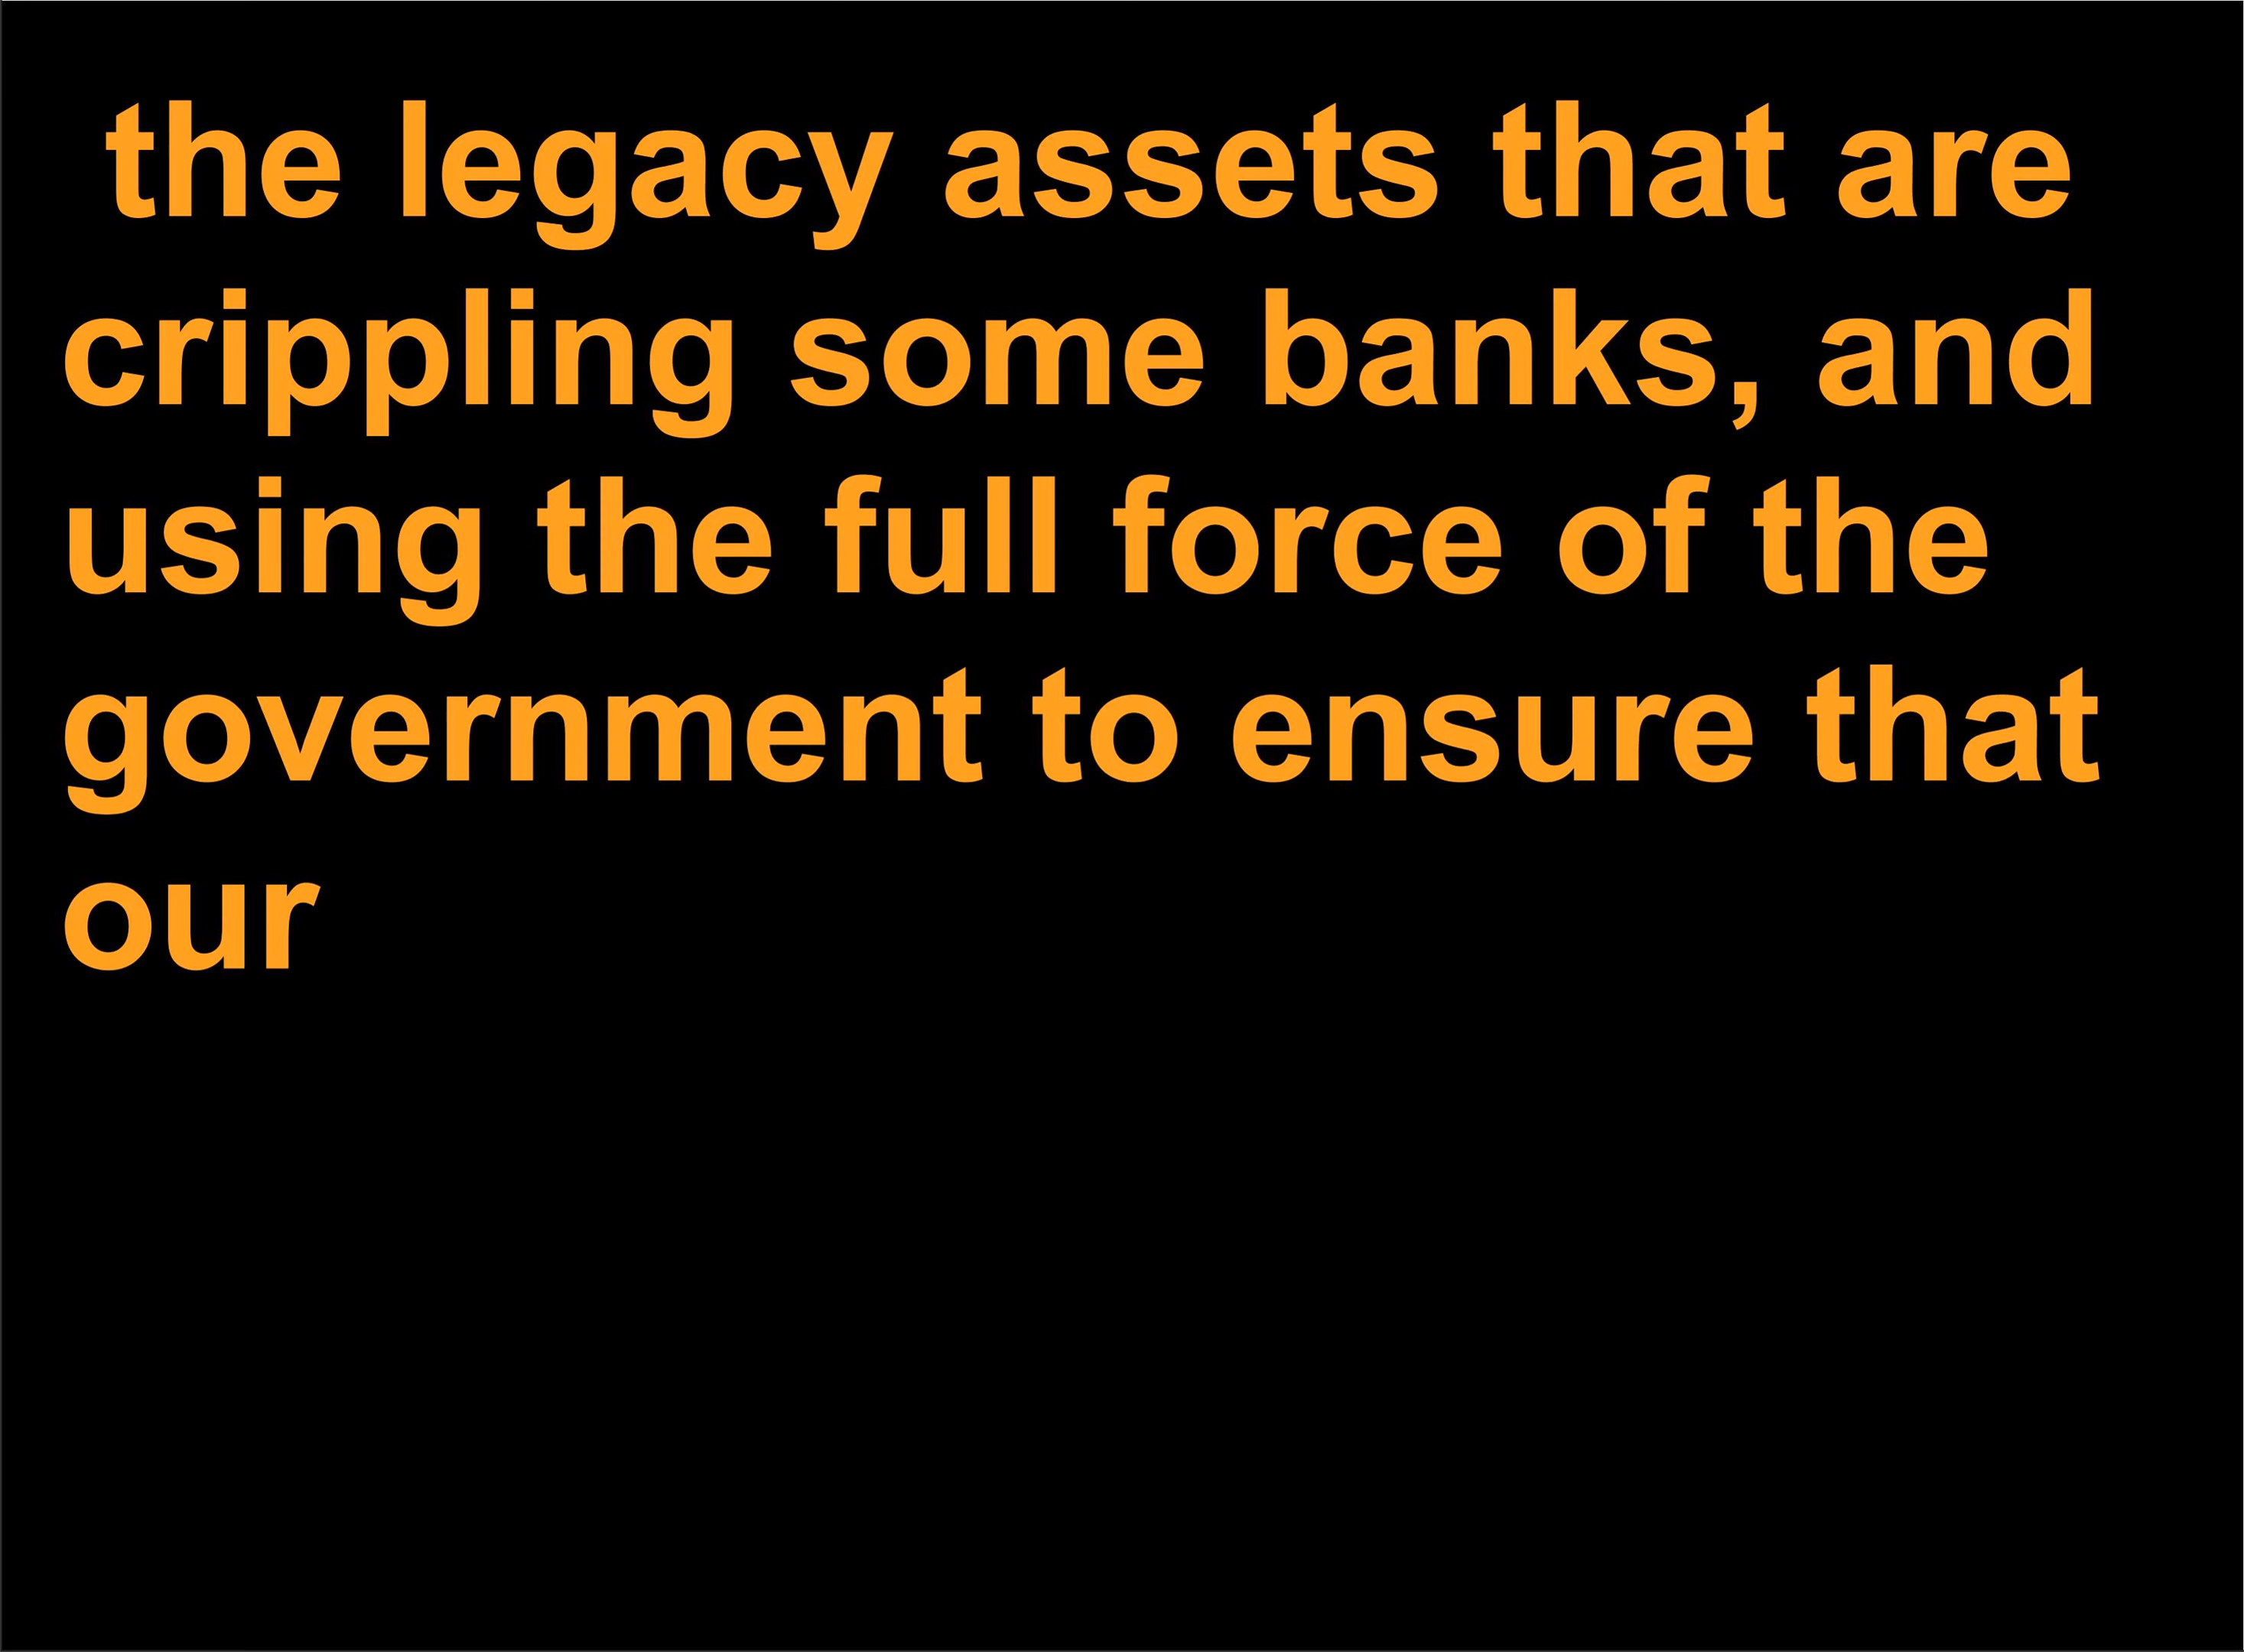 the legacy assets that are
crippling some banks, and
using the full force of the
government to ensure that
our